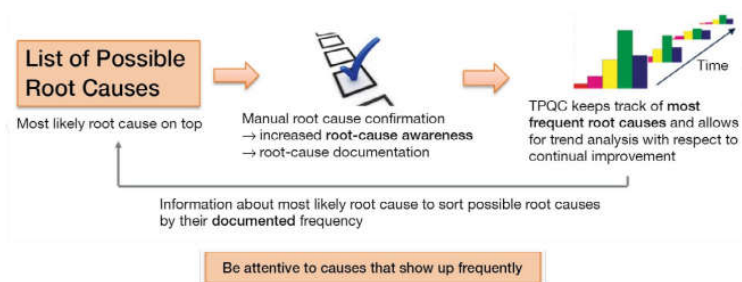 List of Possible
Root Causes
Most likely root cause on top
Manual root cause confirmation
→ increased root-cause awareness
→ root-cause documentation
Time
TPQC keeps track of most
frequent root causes and allows
for trend analysis with respect to
continual improvement
Information about most likely root cause to sort possible root causes
by their documented frequency
Be attentive to causes that show up frequently